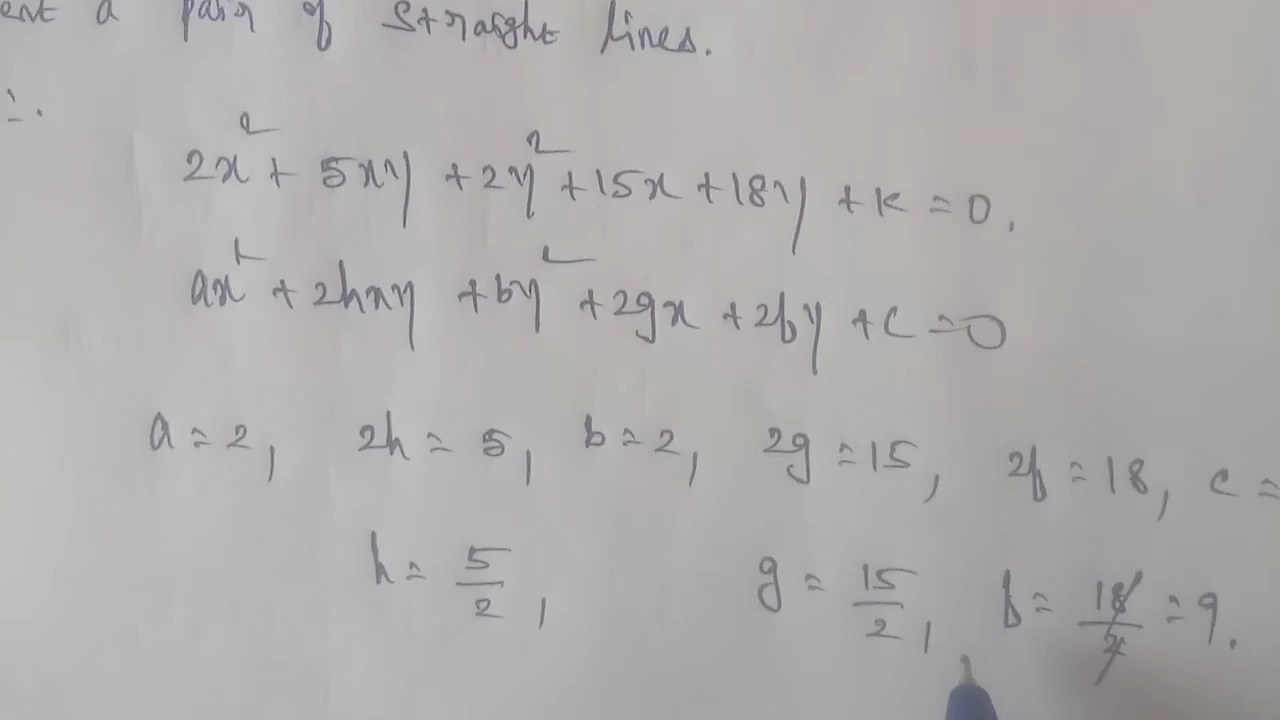 a pair of straight lines.
∴
2x² + 5xy + 2y² + 15x + 18y + k = 0.
ax² + 2hxy + by² + 2gx + 2fy + c = 0
a = 2, 2h = 5, b = 2, 2g = 15, 2f = 18, c =
h = 5/2, g = 15/2, f = 18/2 = 9.